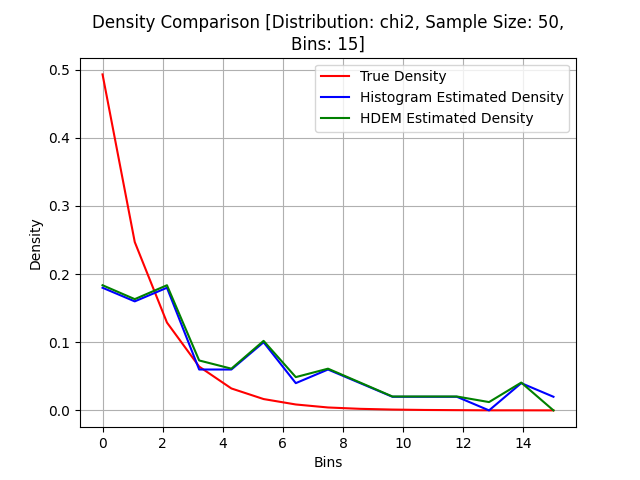 Density Comparison [Distribution: chi2, Sample Size: 50,
Bins: 15]
True Density
Histogram Estimated Density
HDEM Estimated Density
Density
0.5
0.4
0.3
0.2
0.1
0.0
0 2 4 6 8 10 12 14
Bins